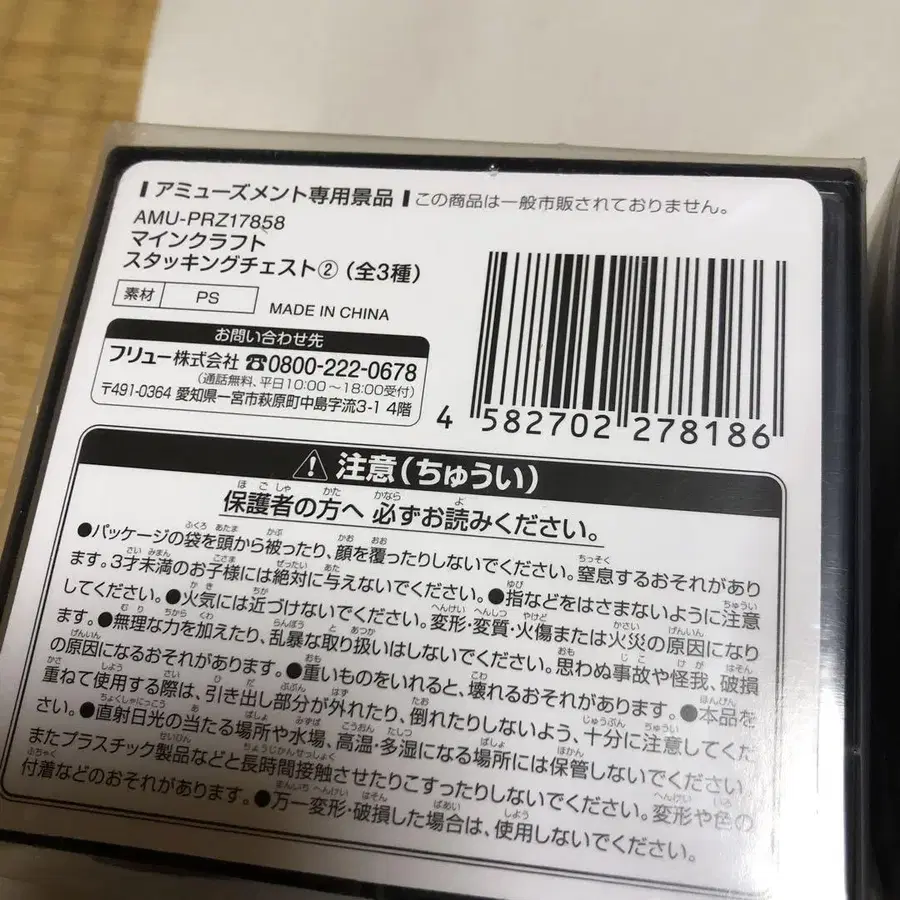 アミューズメント専用景品 この商品は一般市販されておりません。
AMU-PRZ17858
マインクラフト
スタッキングチェスト②（全3種）
素材 PS MADE IN CHINA
お問い合わせ先
フリュー株式会社 ☎0800-222-0678
(通話無料、平日10:00～18:00受付)
〒491-0364 愛知県一宮市萩原町中島字流3-1 4階
4 582702 278186
注意(ちゅうい)
保護者の方へ 必ずお読みください。
●パッケージの袋を頭から被ったり、顔を覆ったりしないでください。窒息するおそれがあり
ます。3才未満のお子様には絶対に与えないでください。●指などをはさまないように注意
してください。●火気には近づけないでください。変形・変質・火傷または火災の原因になり
ます。●無理な力を加えたり、乱暴な取り扱いはしないでください。思わぬ事故や怪我、破損
の原因になるおそれがあります。●重いものをいれると、壊れるおそれがあります。●本品を
重ねて使用する際は、引き出し部分が外れたり、倒れたりしないよう、十分に注意してくだ
さい。●直射日光の当たる場所や水場、高温・多湿になる場所には保管しないでください
またプラスチック製品などと長時間接触させたりこすったりしないでください。変形や色の
付着などのおそれがあります。●万一変形・破損した場合は、使用しないでください。